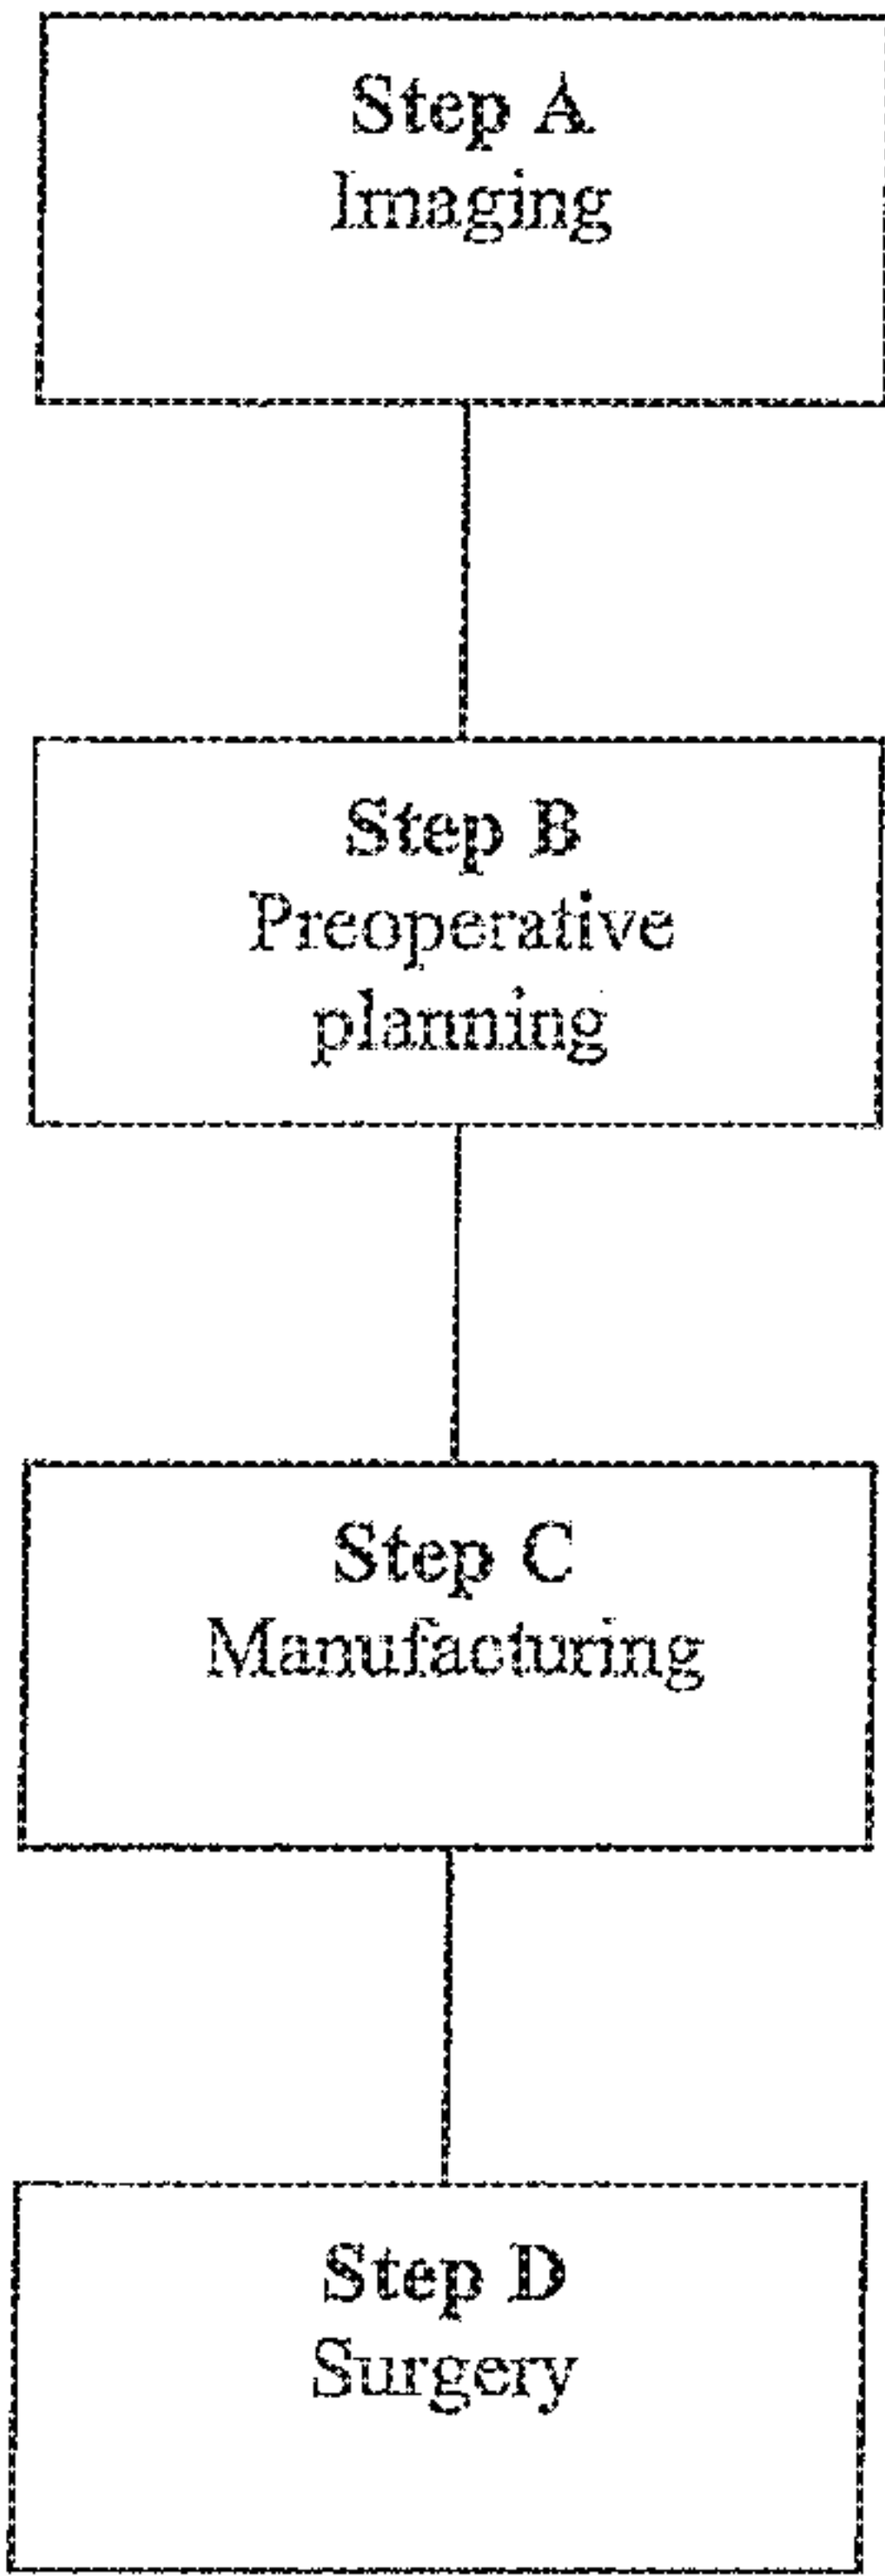 Step A
Imaging
Step B
Preoperative
planning
Step C
Manufacturing
Step D
Surgery